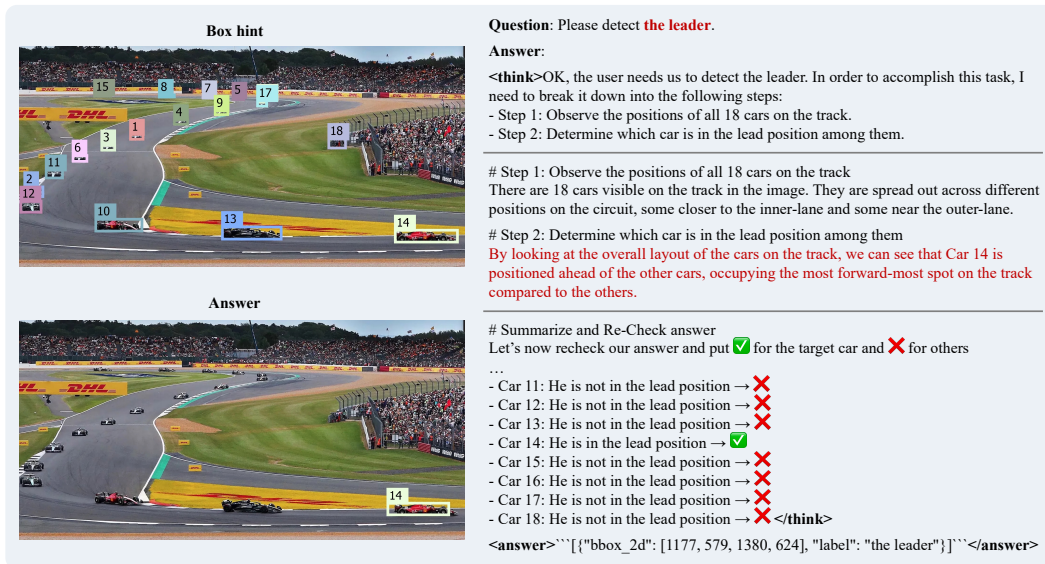 Box hint
15
8
7
5
17
9
4
1
3
6
11
2
12
18
10
13
14
DHL
DHL
Answer
DHL
DHL
14
Question: Please detect the leader.
Answer:
<think>OK, the user needs us to detect the leader. In order to accomplish this task, I
need to break it down into the following steps:
- Step 1: Observe the positions of all 18 cars on the track.
- Step 2: Determine which car is in the lead position among them.
# Step 1: Observe the positions of all 18 cars on the track
There are 18 cars visible on the track in the image. They are spread out across different
positions on the circuit, some closer to the inner-lane and some near the outer-lane.
# Step 2: Determine which car is in the lead position among them
By looking at the overall layout of the cars on the track, we can see that Car 14 is
positioned ahead of the other cars, occupying the most forward-most spot on the track
compared to the others.
# Summarize and Re-Check answer
Let's now recheck our answer and put ✅ for the target car and ❌ for others
…
- Car 11: He is not in the lead position → ❌
- Car 12: He is not in the lead position → ❌
- Car 13: He is not in the lead position → ❌
- Car 14: He is in the lead position → ✅
- Car 15: He is not in the lead position → ❌
- Car 16: He is not in the lead position → ❌
- Car 17: He is not in the lead position → ❌
- Car 18: He is not in the lead position → ❌ </think>
<answer>```[{"bbox_2d": [1177, 579, 1380, 624], "label": "the leader"}]```</answer>